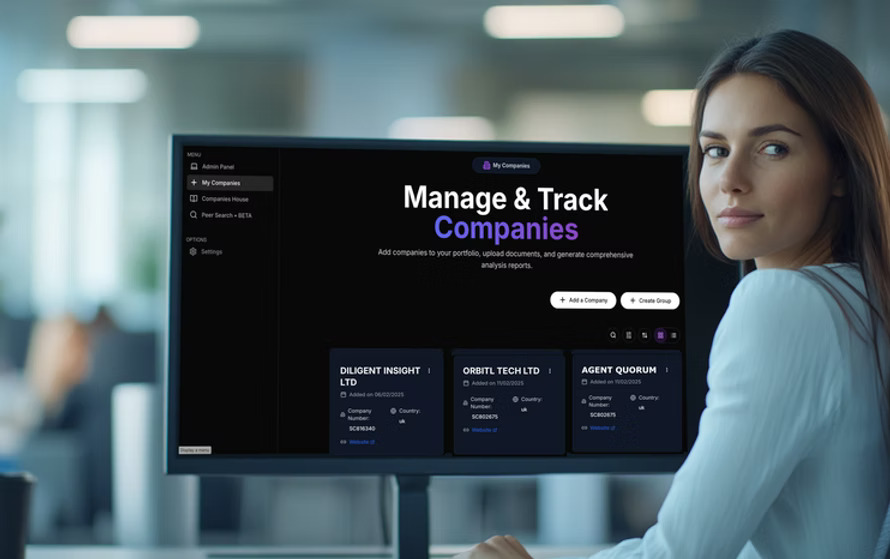 MENU
Admin Panel
My Companies
Companies House
Peer Search • BETA
OPTIONS
Settings
My Companies
Manage & Track
Companies
Add companies to your portfolio, upload documents, and generate comprehensive
analysis reports.
+ Add a Company
+ Create Group
DILIGENT INSIGHT
LTD
Added on 06/02/2025
Company
Number:
SC816340
Country:
uk
Website
ORBITL TECH LTD
Added on 11/02/2025
Company
Number:
SC802675
Country:
uk
Website
AGENT QUORUM
Added on 11/02/2025
Company
Number:
SC802675
Country:
uk
Website
Display a menu